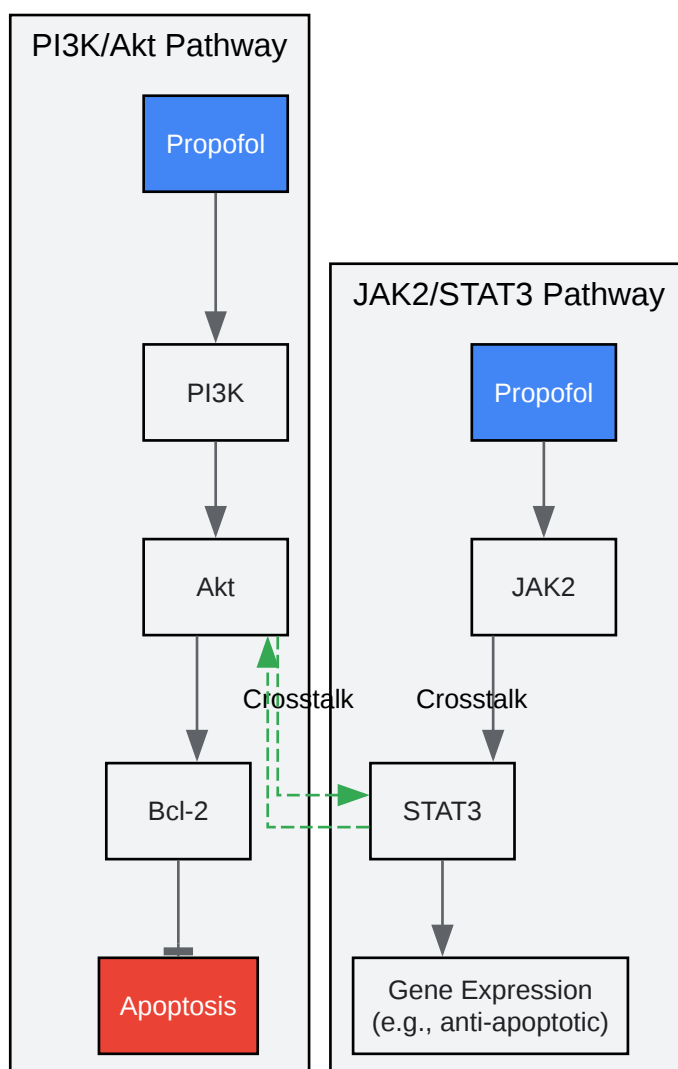 PI3K/Akt Pathway
Propofol
PI3K
Akt
Crosstalk
Bcl-2
Apoptosis
JAK2/STAT3 Pathway
Propofol
JAK2
Crosstalk
STAT3
Gene Expression
(e.g., anti-apoptotic)